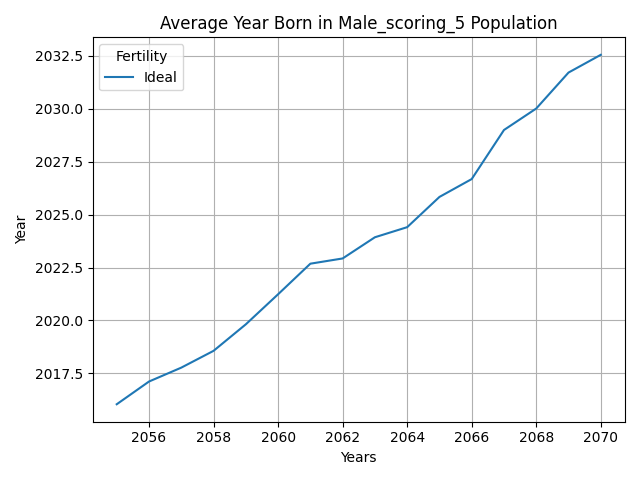 Average Year Born in Male_scoring_5 Population
Fertility
Ideal
Year
2032.5
2030.0
2027.5
2025.0
2022.5
2020.0
2017.5
2056 2058 2060 2062 2064 2066 2068 2070
Years